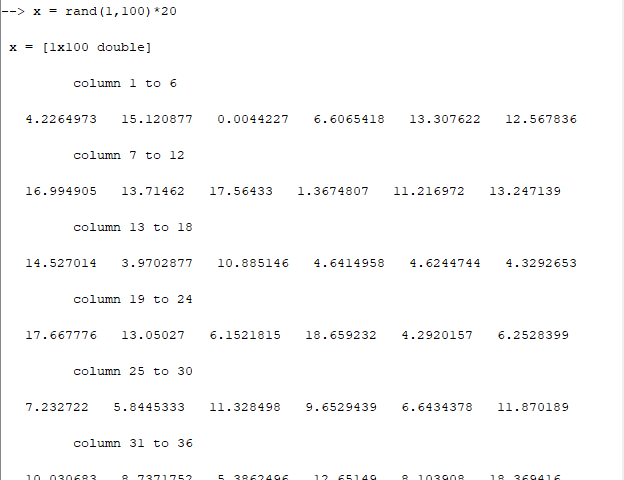 --> x = rand(1,100)*20
x = [1x100 double]
column 1 to 6
4.2264973 15.120877 0.0044227 6.6065418 13.307622 12.567836
column 7 to 12
16.994905 13.71462 17.56433 1.3674807 11.216972 13.247139
column 13 to 18
14.527014 3.9702877 10.885146 4.6414958 4.6244744 4.3292653
column 19 to 24
17.667776 13.05027 6.1521815 18.659232 4.2920157 6.2528399
column 25 to 30
7.232722 5.8445333 11.328498 9.6529439 6.6434378 11.870189
column 31 to 36
10.030683 8.7371752 5.3862496 12.65149 8.103908 18.369416